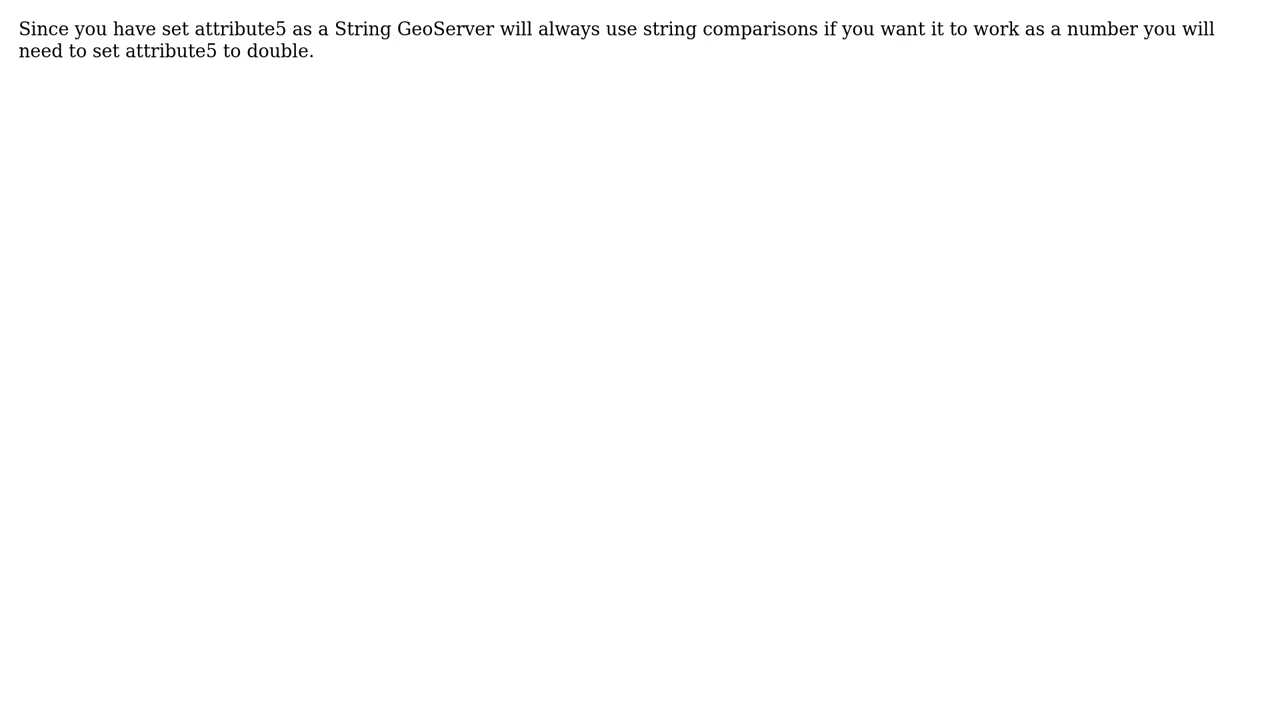 Since you have set attribute5 as a String GeoServer will always use string comparisons if you want it to work as a number you will
need to set attribute5 to double.